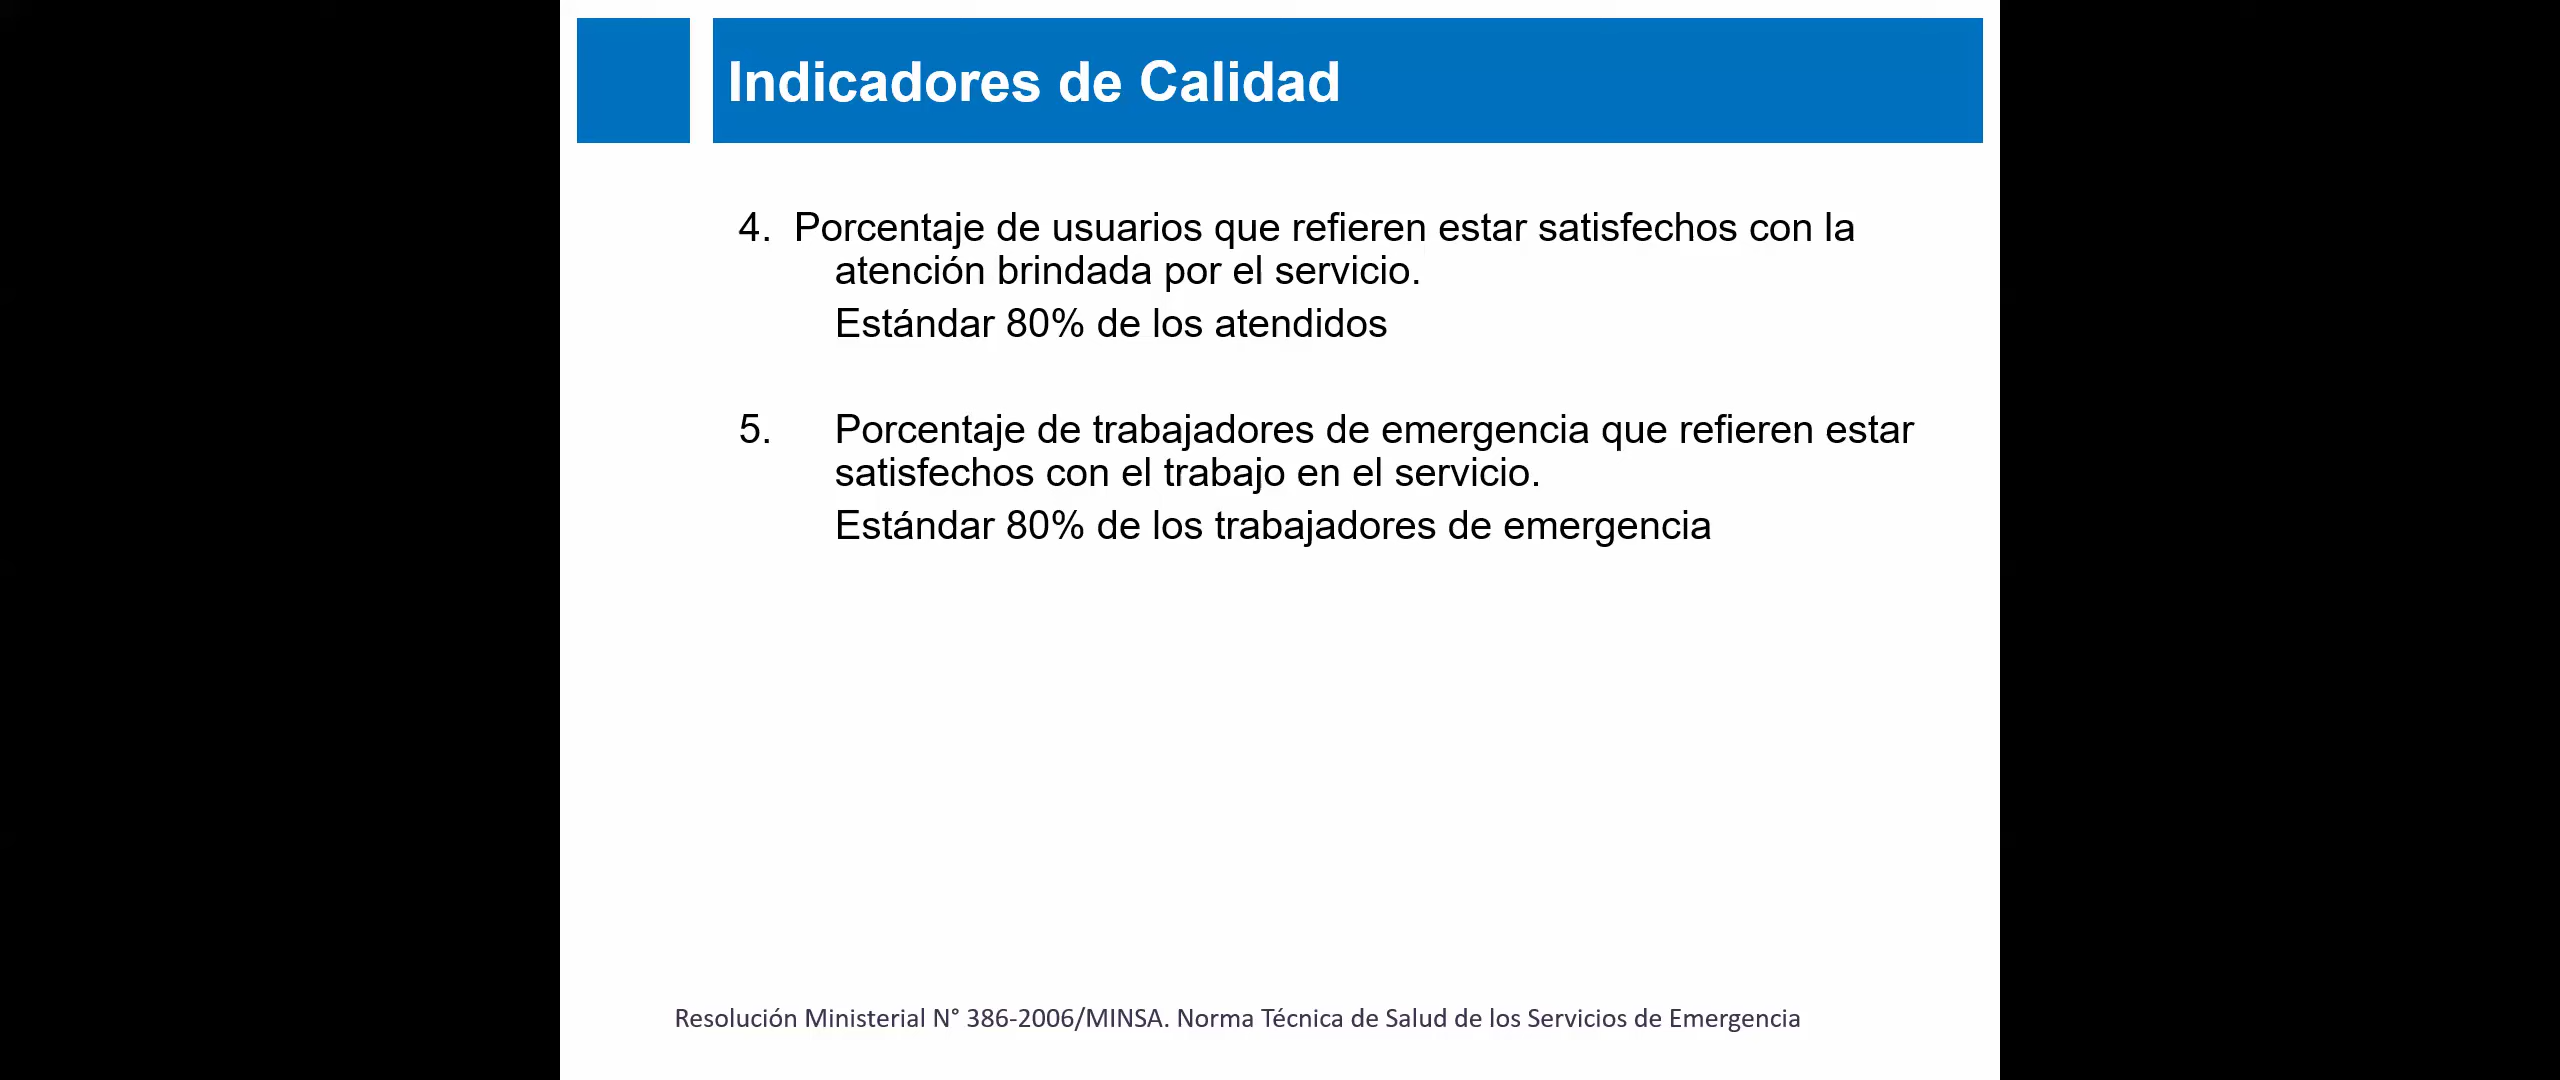 Indicadores de Calidad
4. Porcentaje de usuarios que refieren estar satisfechos con la
atención brindada por el servicio.
Estándar 80% de los atendidos
5. Porcentaje de trabajadores de emergencia que refieren estar
satisfechos con el trabajo en el servicio.
Estándar 80% de los trabajadores de emergencia
Resolución Ministerial N° 386-2006/MINSA. Norma Técnica de Salud de los Servicios de Emergencia